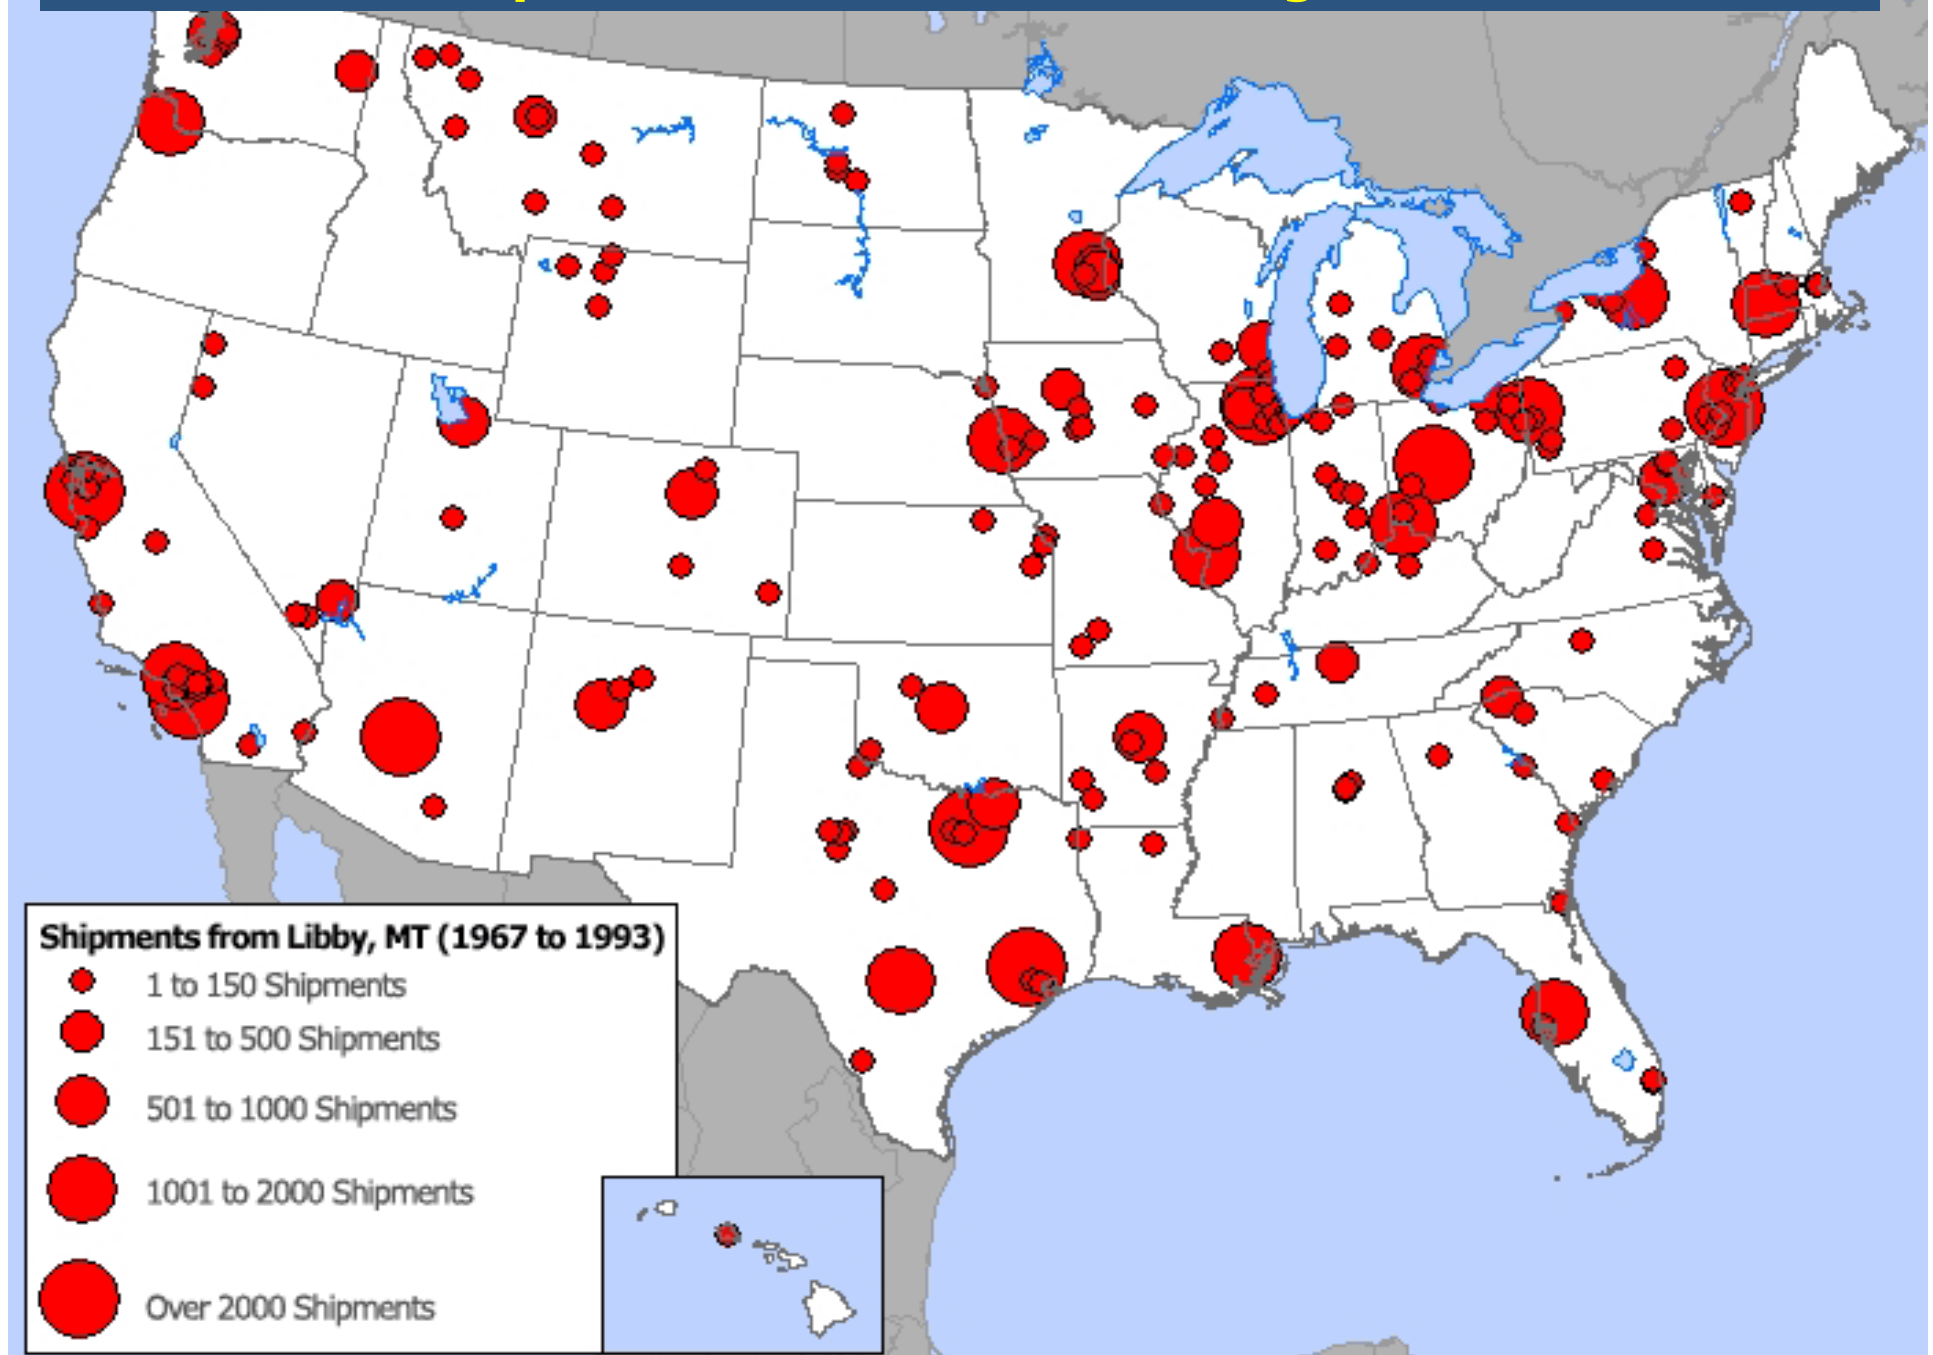 Shipments from Libby, MT (1967 to 1993)
1 to 150 Shipments
151 to 500 Shipments
501 to 1000 Shipments
1001 to 2000 Shipments
Over 2000 Shipments